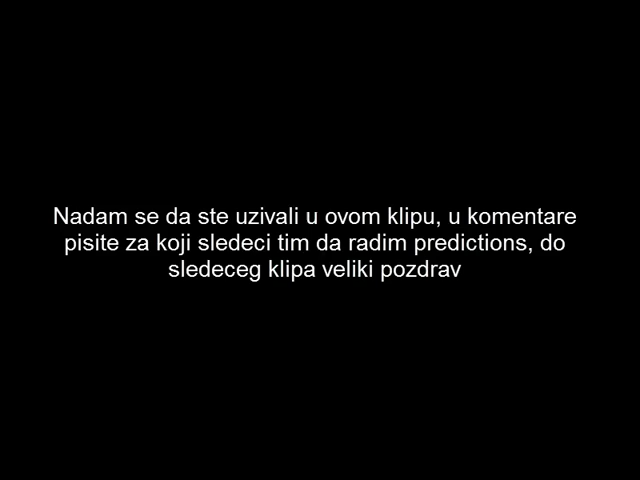 Nadam se da ste uzivali u ovom klipu, u komentare
pisite za koji sledeci tim da radim predictions, do
sledeceg klipa veliki pozdrav